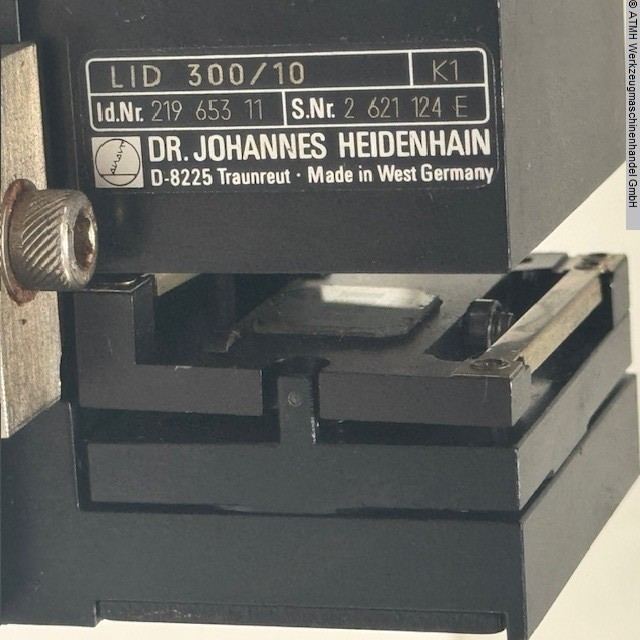 LID 300/10 K1
Id.Nr. 219 653 11 S.Nr. 2 621 124 E
DR. JOHANNES HEIDENHAIN
D-8225 Traunreut · Made in West Germany
© ATMH Werkzeugmaschinenhandel GmbH